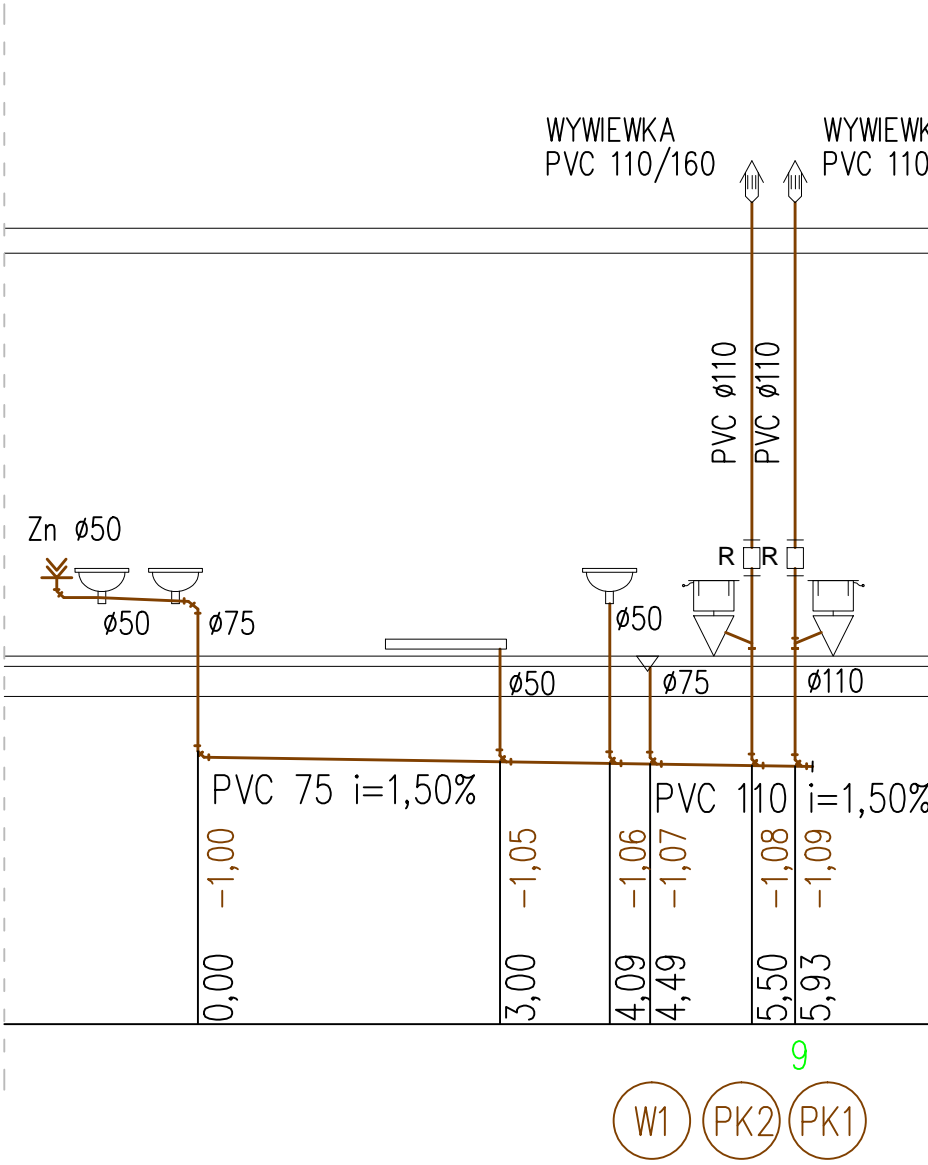 WYWIEWKA
PVC 110/160
WYWIEWK
PVC 110
PVC ø110
PVC ø110
Zn ø50
R
R
ø50
ø75
ø50
ø50
ø75
ø110
PVC 75 i=1,50%
PVC 110 i=1,50%
-1,00
-1,05
-1,06
-1,07
-1,08
-1,09
0,00
3,00
4,09
4,49
5,50
5,93
9
W1
PK2
PK1